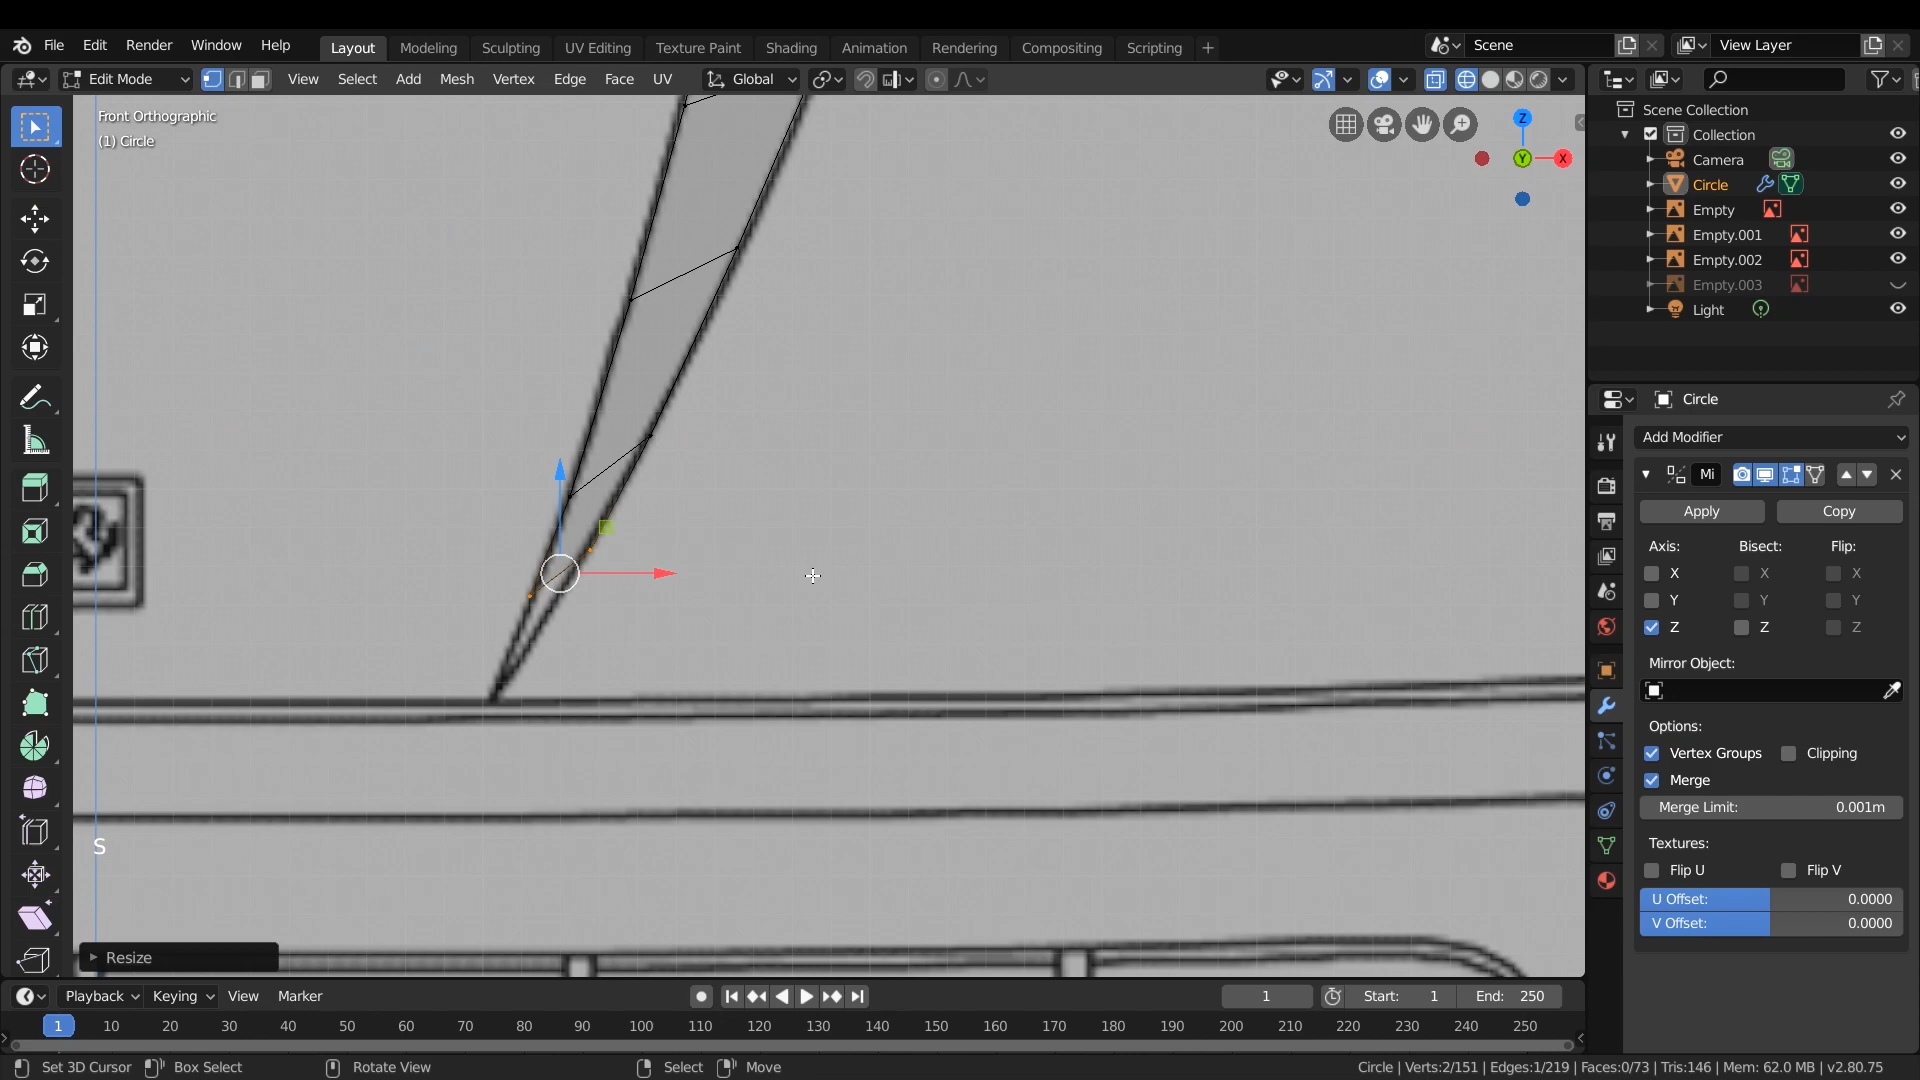 File Edit Render Window Help Layout Modeling Sculpting UV Editing Texture Paint Shading Animation Rendering Compositing Scripting Scene View Layer
Edit Mode View Select Add Mesh Vertex Edge Face UV Global
Front Orthographic
(1) Circle
Z
Y
X
Scene Collection
Collection
Camera
Circle
Empty
Empty.001
Empty.002
Empty.003
Light
Circle
Add Modifier
Mi
Apply Copy
Axis: Bisect: Flip:
X X X
Y Y Y
Z Z Z
Mirror Object:
Options:
Vertex Groups Clipping
Merge
Merge Limit: 0.001m
Textures:
Flip U Flip V
U Offset: 0.0000
V Offset: 0.0000
S
Resize
Playback Keying View Marker 1 Start: 1 End: 250
1 10 20 30 40 50 60 70 80 90 100 110 120 130 140 150 160 170 180 190 200 210 220 230 240 250
Set 3D Cursor Box Select Rotate View Select Move Circle | Verts:2/151 | Edges:1/219 | Faces:0/73 | Tris:146 | Mem: 62.0 MB | v2.80.75